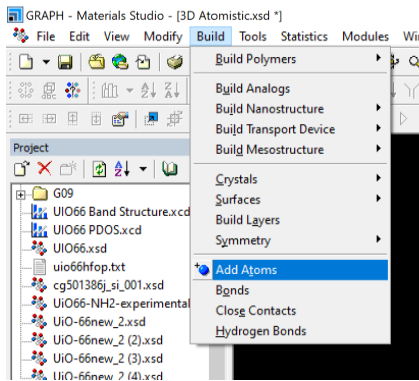 GRAPH - Materials Studio - [3D Atomistic.xsd *]
File Edit View Modify Build Tools Statistics Modules
Build Polymers
Build Analogs
Build Nanostructure
Build Transport Device
Build Mesostructure
Crystals
Surfaces
Build Layers
Symmetry
Add Atoms
Bonds
Close Contacts
Hydrogen Bonds
Project
G09
UIO66 Band Structure.xcd
UIO66 PDOS.xcd
UIO66.xsd
uio66hfop.txt
cg501386j_si_001.xsd
UiO66-NH2-experimental
UiO-66new_2.xsd
UiO-66new_2 (2).xsd
UiO-66new_2 (3).xsd
UiO-66new_2 (4).xsd